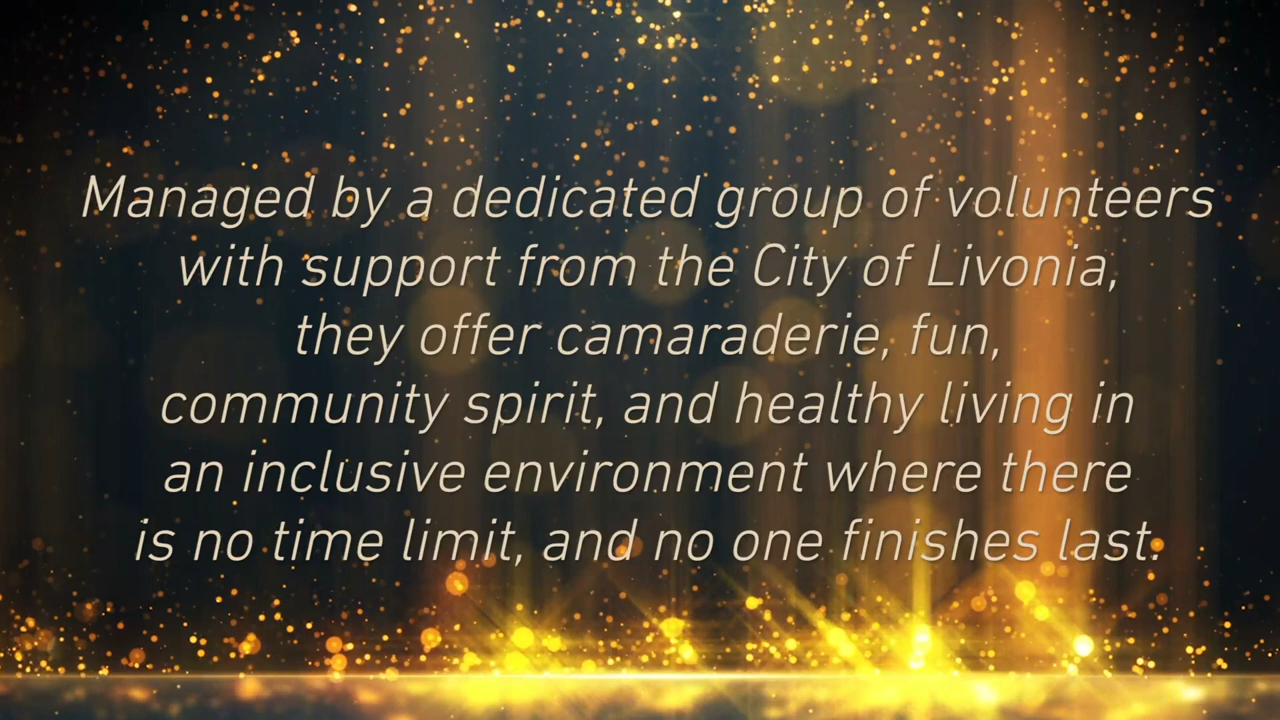 Managed by a dedicated group of volunteers
with support from the City of Livonia,
they offer camaraderie, fun,
community spirit, and healthy living in
an inclusive environment where there
is no time limit, and no one finishes last.